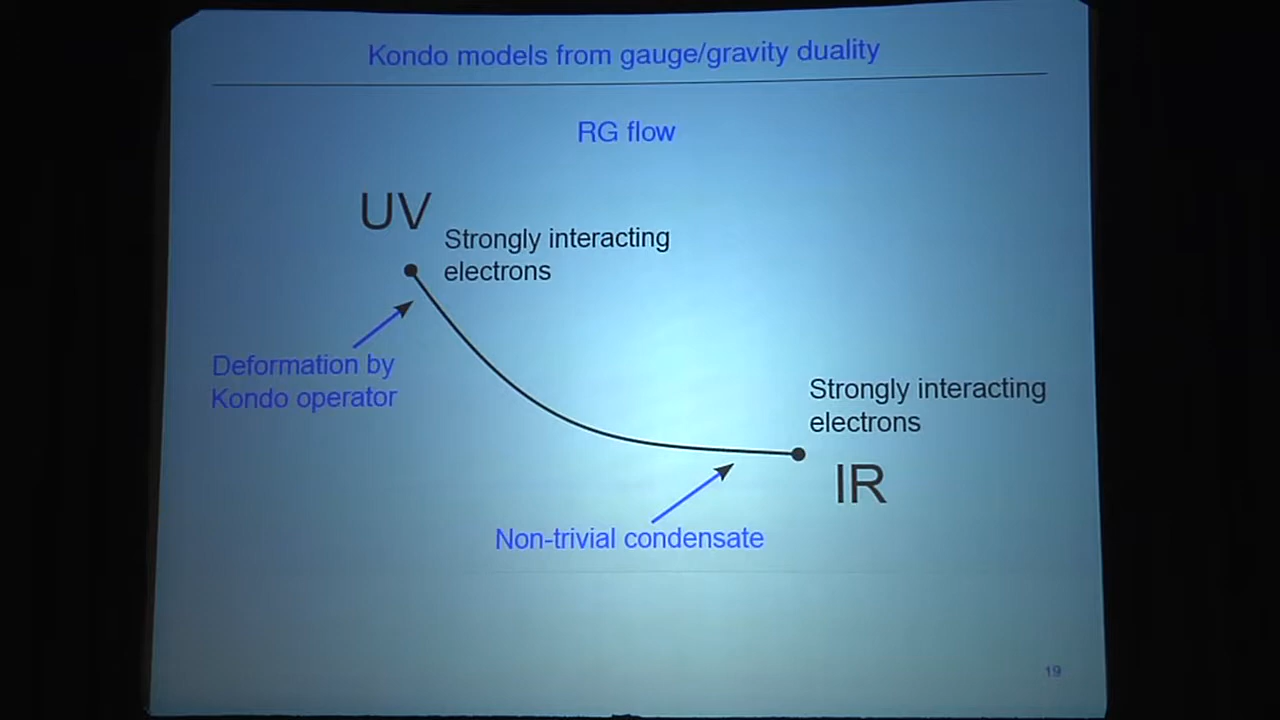 Kondo models from gauge/gravity duality
RG flow
UV
Strongly interacting
electrons
Deformation by
Kondo operator
Strongly interacting
electrons
IR
Non-trivial condensate
19